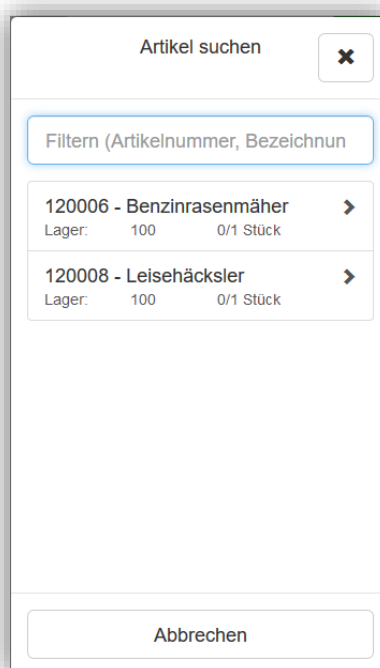 Artikel suchen
Filtern (Artikelnummer, Bezeichnun
120006 - Benzinrasenmäher
Lager: 100 0/1 Stück
120008 - Leisehäcksler
Lager: 100 0/1 Stück
Abbrechen